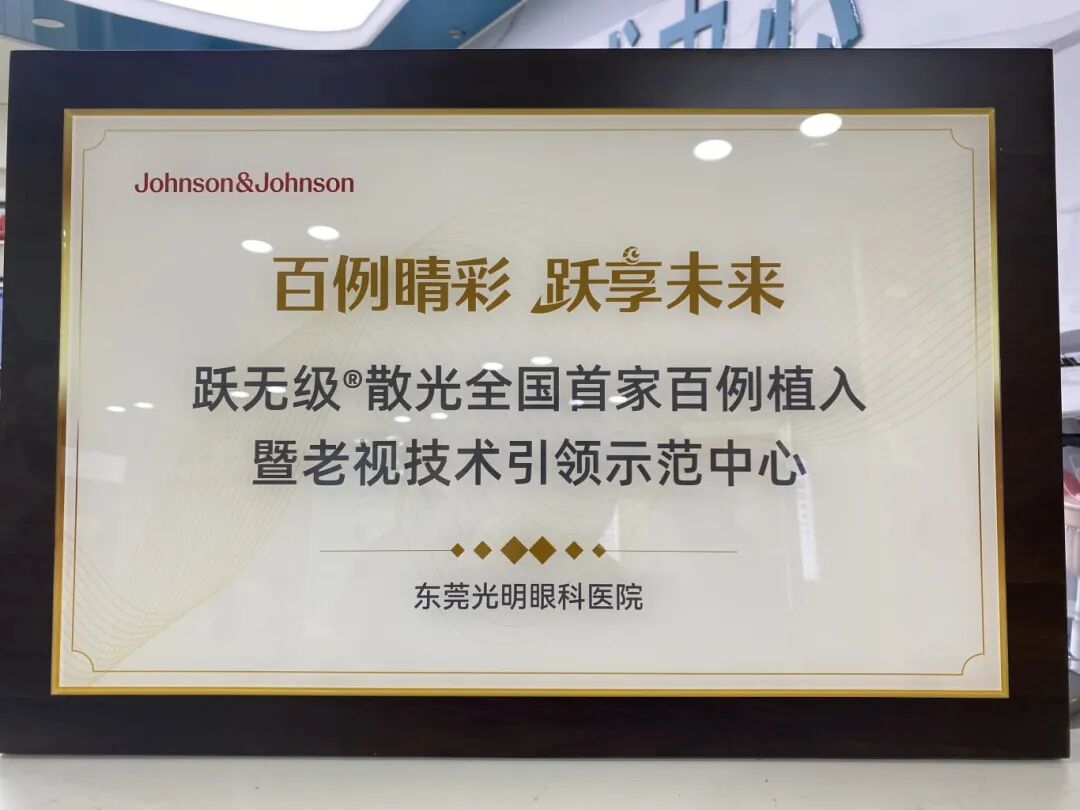 中心
Johnson&Johnson
百例睛彩 跃享未来
跃无级®散光全国首家百例植入
暨老视技术引领示范中心
东莞光明眼科医院